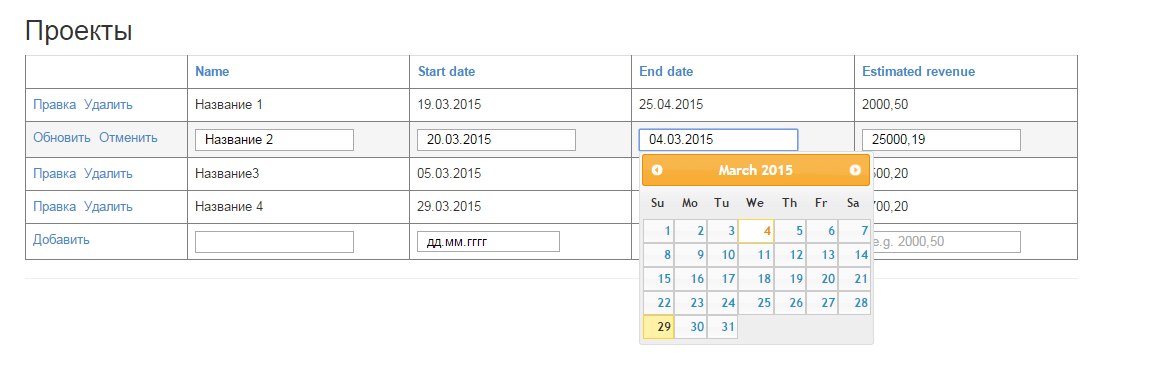 Проекты
Name Start date End date Estimated revenue
Правка Удалить Название 1 19.03.2015 25.04.2015 2000,50
Обновить Отменить Название 2 20.03.2015 04.03.2015 25000,19
March 2015
Правка Удалить Название3 05.03.2015 500,20
Su Mo Tu We Th Fr Sa
Правка Удалить Название 4 29.03.2015 700,20
1 2 3 4 5 6 7
Добавить дд.мм.гггг e.g. 2000,50
8 9 10 11 12 13 14
15 16 17 18 19 20 21
22 23 24 25 26 27 28
29 30 31